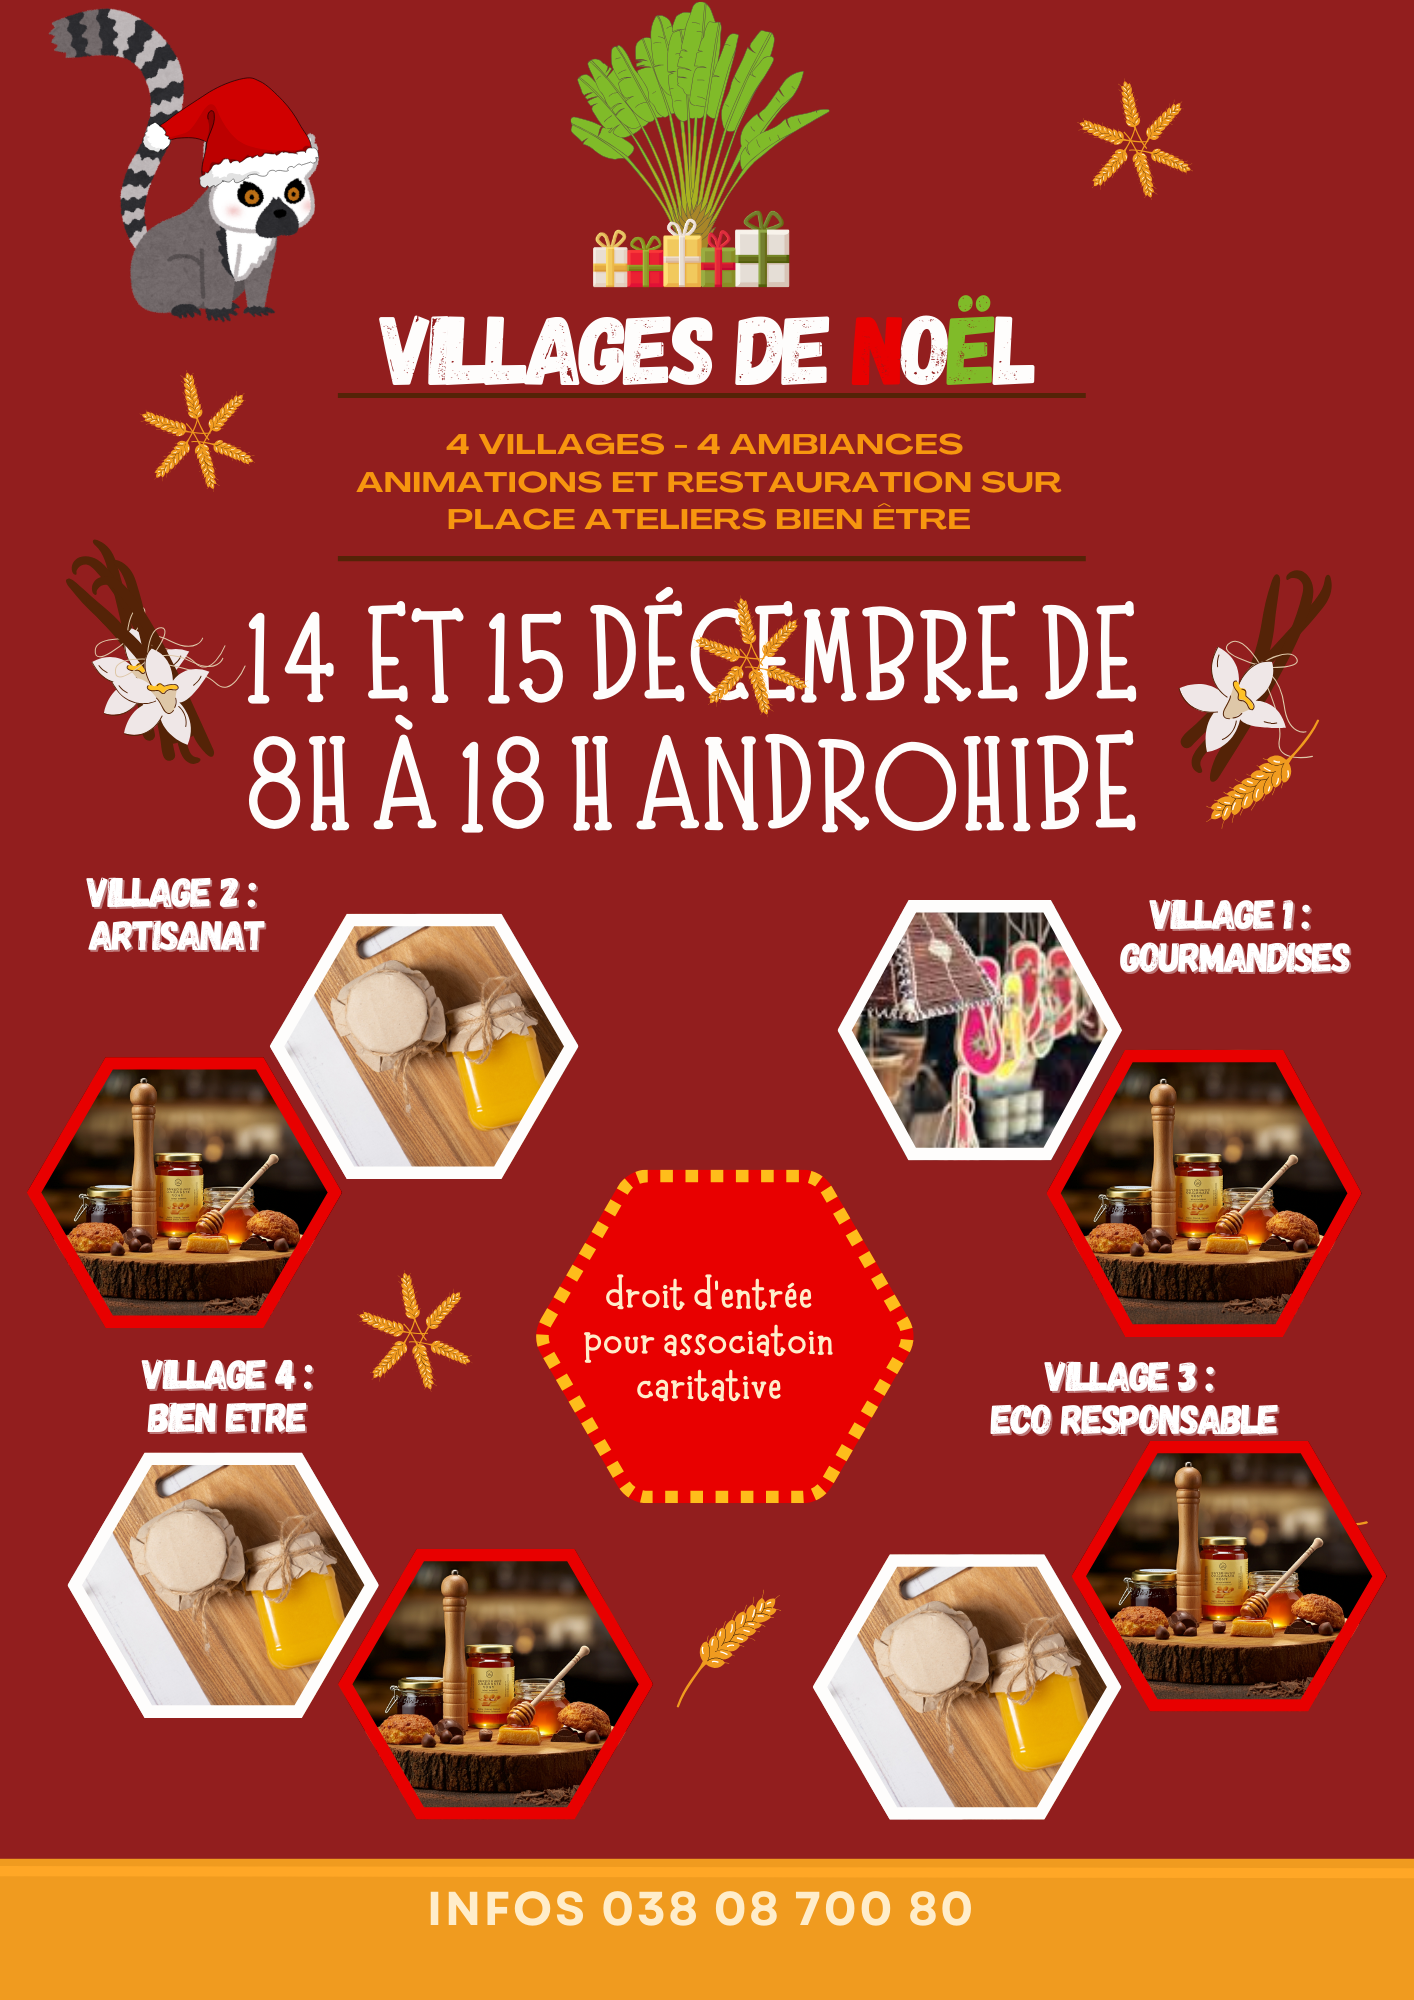 VILLAGES DE NOËL
4 VILLAGES - 4 AMBIANCES
ANIMATIONS ET RESTAURATION SUR
PLACE ATELIERS BIEN ÊTRE
14 ET 15 DÉCEMBRE DE
8H À 18 H ANDROHIBE
VILLAGE 2 :
ARTISANAT
VILLAGE 1 :
GOURMANDISES
droit d'entrée
pour associatoin
caritative
VILLAGE 4 :
BIEN ETRE
VILLAGE 3 :
ECO RESPONSABLE
INFOS 038 08 700 80